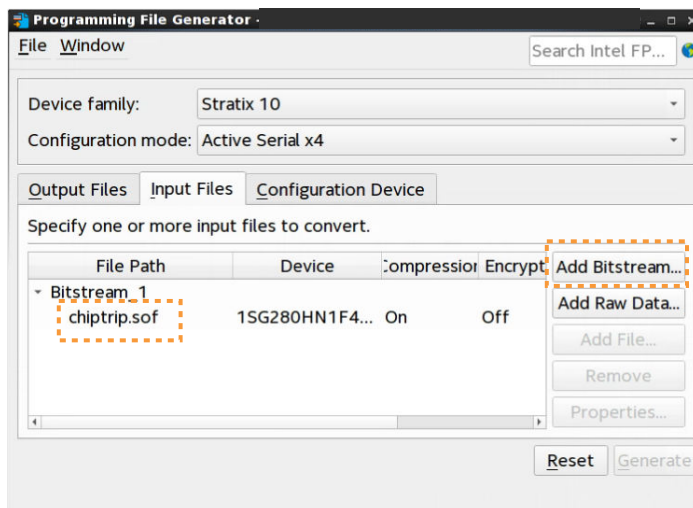 Programming File Generator -
File Window
Search Intel FP...
Device family: Stratix 10
Configuration mode: Active Serial x4
Output Files Input Files Configuration Device
Specify one or more input files to convert.
File Path Device Compression Encrypt
Add Bitstream...
Bitstream_1
Add Raw Data...
chiptrip.sof 1SG280HN1F4... On Off
Add File...
Remove
Properties...
Reset Generate